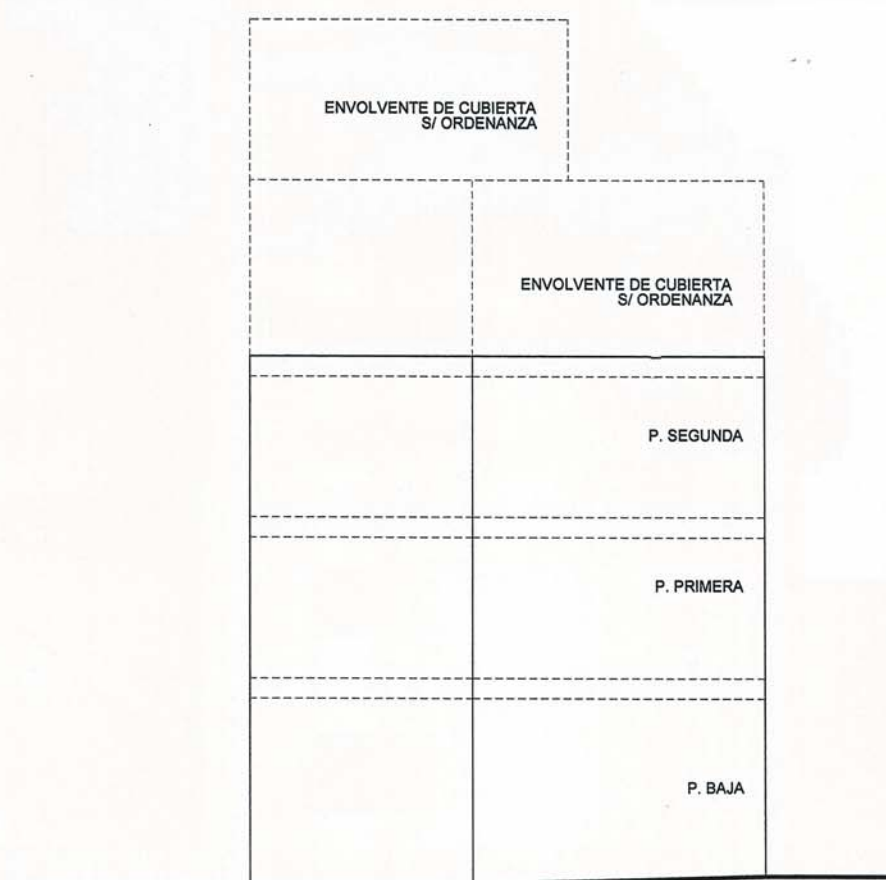 ENVOLVENTE DE CUBIERTA
S/ ORDENANZA
ENVOLVENTE DE CUBIERTA
S/ ORDENANZA
P. SEGUNDA
P. PRIMERA
P. BAJA